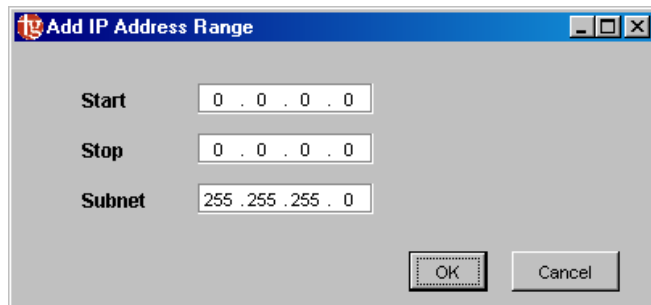 tg Add IP Address Range
Start 0 . 0 . 0 . 0
Stop 0 . 0 . 0 . 0
Subnet 255 . 255 . 255 . 0
OK Cancel